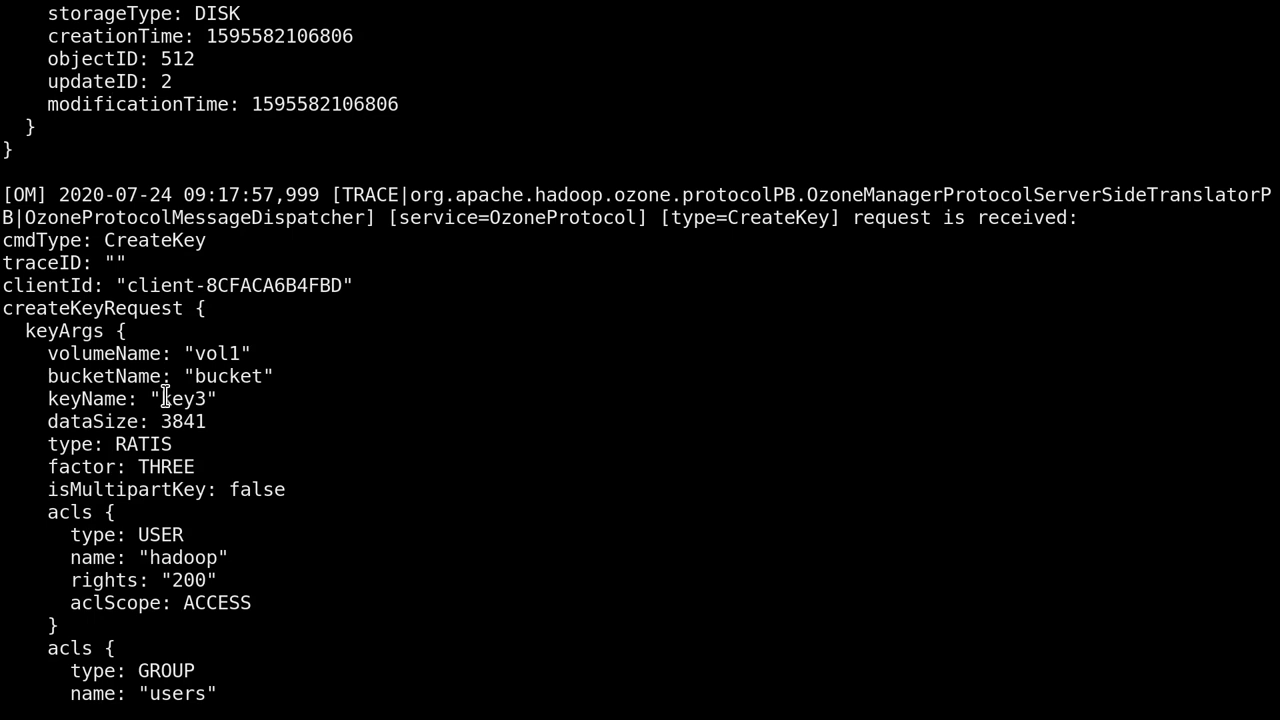 storageType: DISK
creationTime: 1595582106806
objectID: 512
updateID: 2
modificationTime: 1595582106806
}
}
[OM] 2020-07-24 09:17:57,999 [TRACE|org.apache.hadoop.ozone.protocolPB.OzoneManagerProtocolServerSideTranslatorP
B|OzoneProtocolMessageDispatcher] [service=OzoneProtocol] [type=CreateKey] request is received:
cmdType: CreateKey
traceID: ""
clientId: "client-8CFACA6B4FBD"
createKeyRequest {
keyArgs {
volumeName: "vol1"
bucketName: "bucket"
keyName: "key3"
dataSize: 3841
type: RATIS
factor: THREE
isMultipartKey: false
acls {
type: USER
name: "hadoop"
rights: "200"
aclScope: ACCESS
}
acls {
type: GROUP
name: "users"